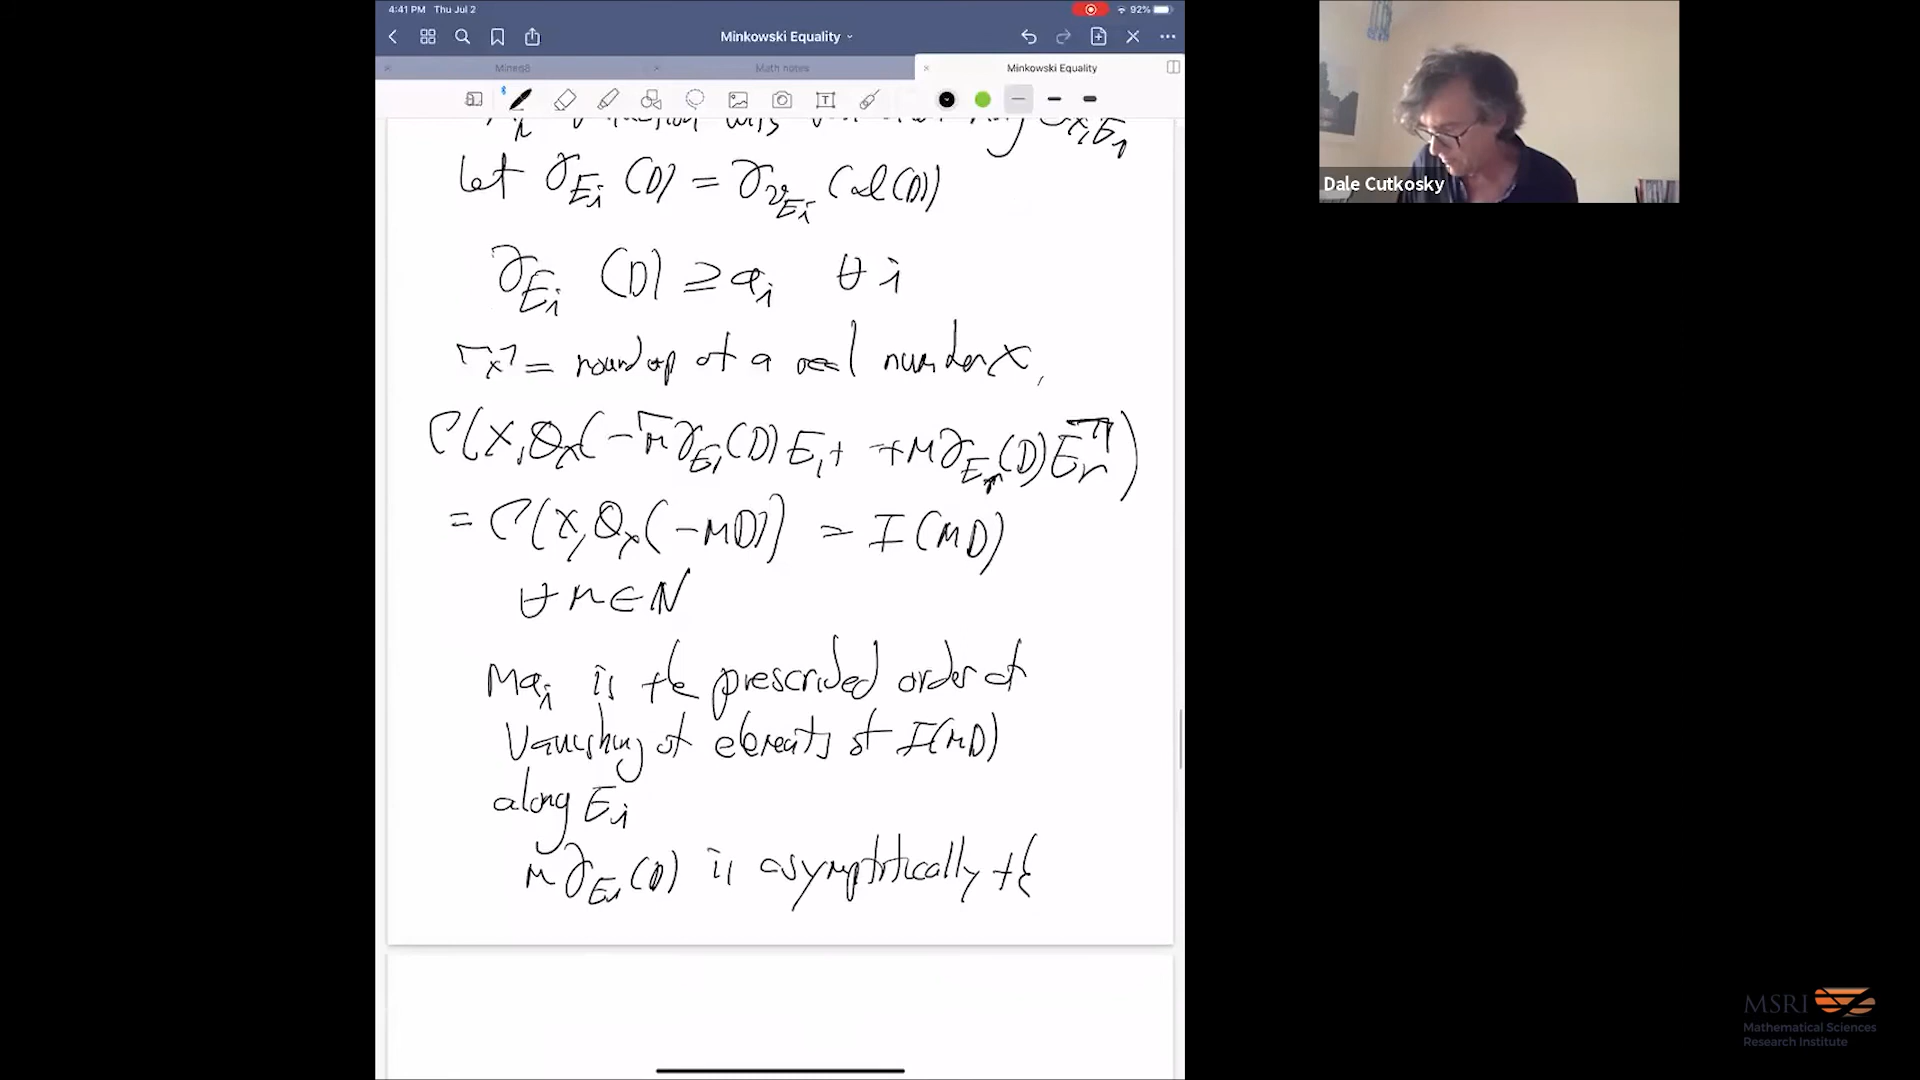 4:41 PM Thu Jul 2
92%
Minkowski Equality
Mines8
Math notes
Minkowski Equality
let γ_{E_i} (D) = γ_{ν_{E_i}} (al(D))
γ_{E_i} (D) ≥ a_i ∀ i
⌈x⌉ = round up of a real number x,
Γ(X, O_X(-⌈mγ_{E_1}(D)E_1 + + mγ_{E_r}(D)E_r⌉)
= Γ(X, O_X(-mD)) = I(mD)
∀ m ∈ N
ma_i is the prescribed order of
vanishing of elements of I(mD)
along E_i
mγ_{E_i}(D) is asymptotically the
Dale Cutkosky
MSRI
Mathematical Sciences
Research Institute